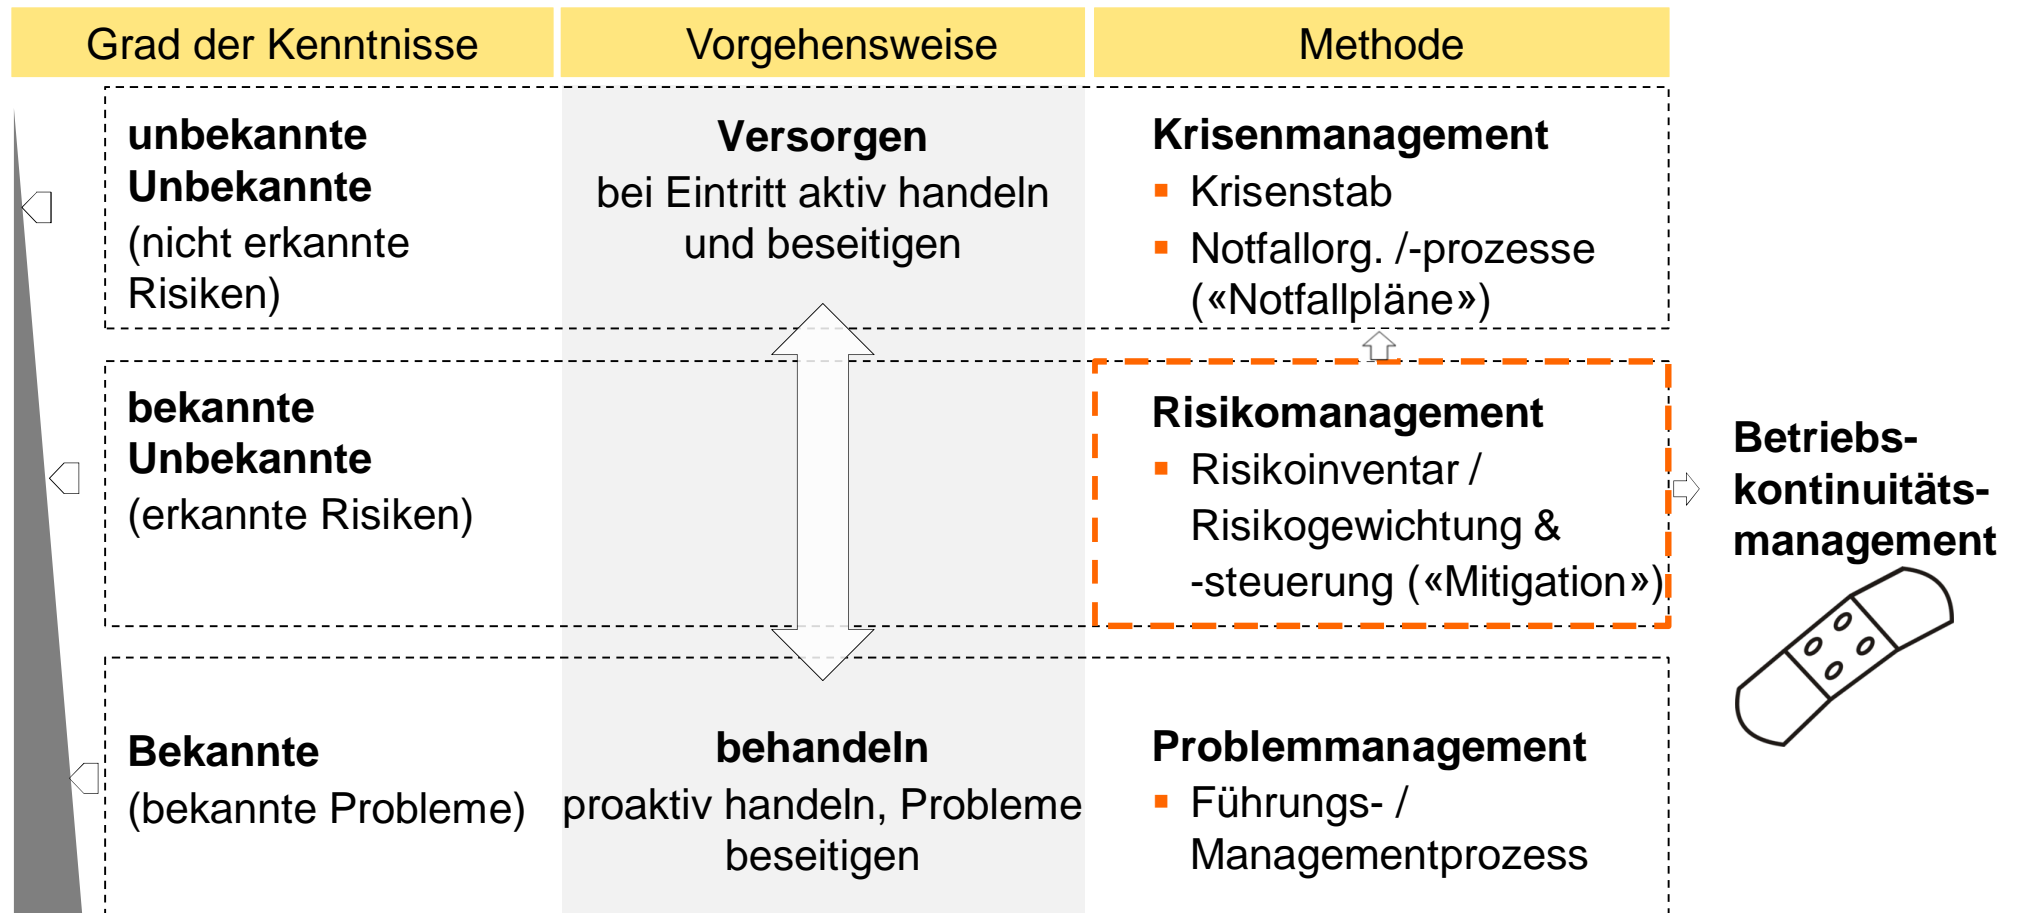 Grad der Kenntnisse
Vorgehensweise
Methode
unbekannte
Unbekannte
(nicht erkannte
Risiken)
Versorgen
bei Eintritt aktiv handeln
und beseitigen
Krisenmanagement
▪ Krisenstab
▪ Notfallorg. /-prozesse
(«Notfallpläne»)
bekannte
Unbekannte
(erkannte Risiken)
Risikomanagement
▪ Risikoinventar /
Risikogewichtung &
-steuerung («Mitigation»)
Betriebs-
kontinuitäts-
management
Bekannte
(bekannte Probleme)
behandeln
proaktiv handeln, Probleme
beseitigen
Problemmanagement
▪ Führungs- /
Managementprozess